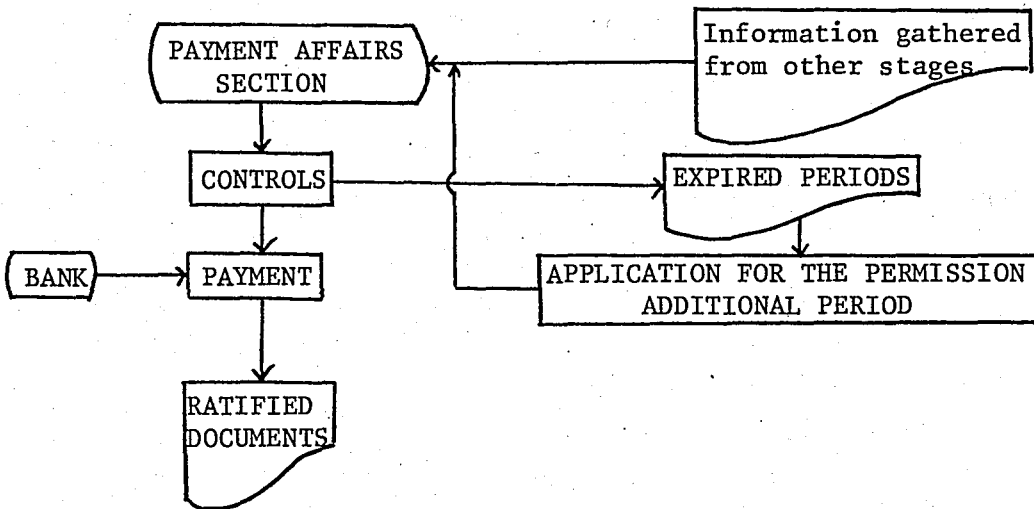 PAYMENT AFFAIRS
SECTION
Information gathered
from other stages
CONTROLS
EXPIRED PERIODS
BANK
PAYMENT
APPLICATION FOR THE PERMISSION
ADDITIONAL PERIOD
RATIFIED
DOCUMENTS